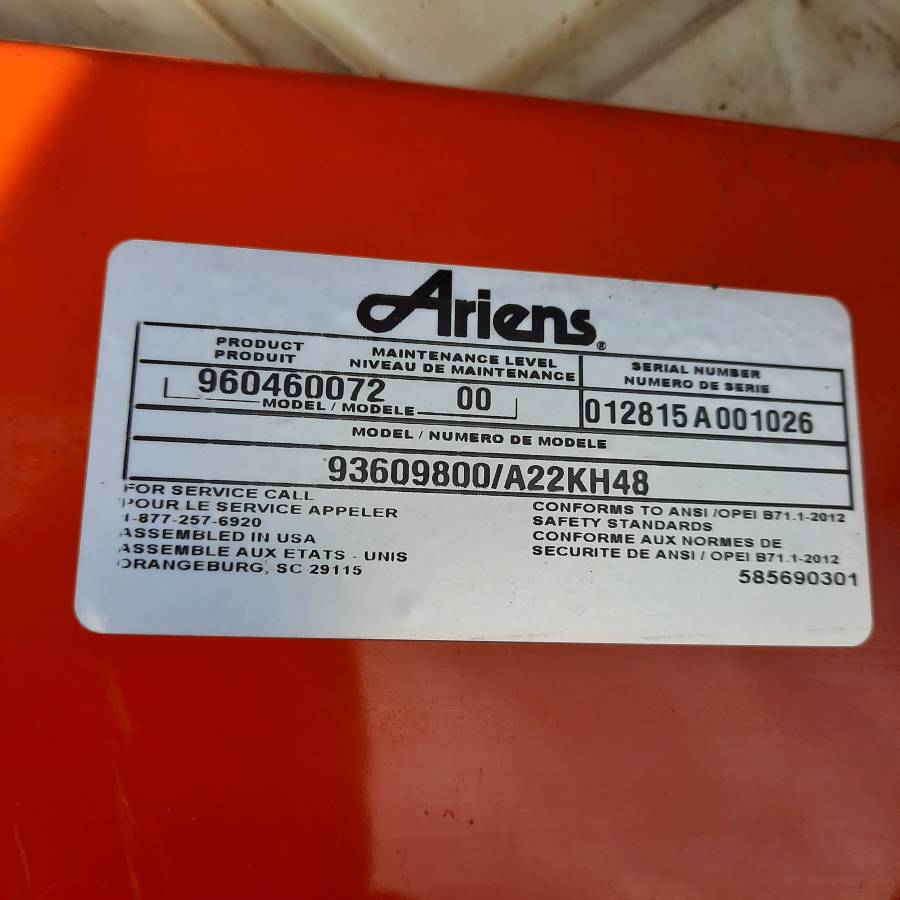 Ariens®
PRODUCT
PRODUIT
MAINTENANCE LEVEL
NIVEAU DE MAINTENANCE
SERIAL NUMBER
NUMERO DE SERIE
960460072
00
012815 A 001026
MODEL / MODELE
MODEL / NUMERO DE MODELE
93609800/A22KH48
FOR SERVICE CALL
POUR LE SERVICE APPELER
1-877-257-6920
ASSEMBLED IN USA
ASSEMBLE AUX ETATS - UNIS
ORANGEBURG, SC 29115
CONFORMS TO ANSI /OPEI B71.1-2012
SAFETY STANDARDS
CONFORME AUX NORMES DE
SECURITE DE ANSI / OPEI B71.1-2012
585690301